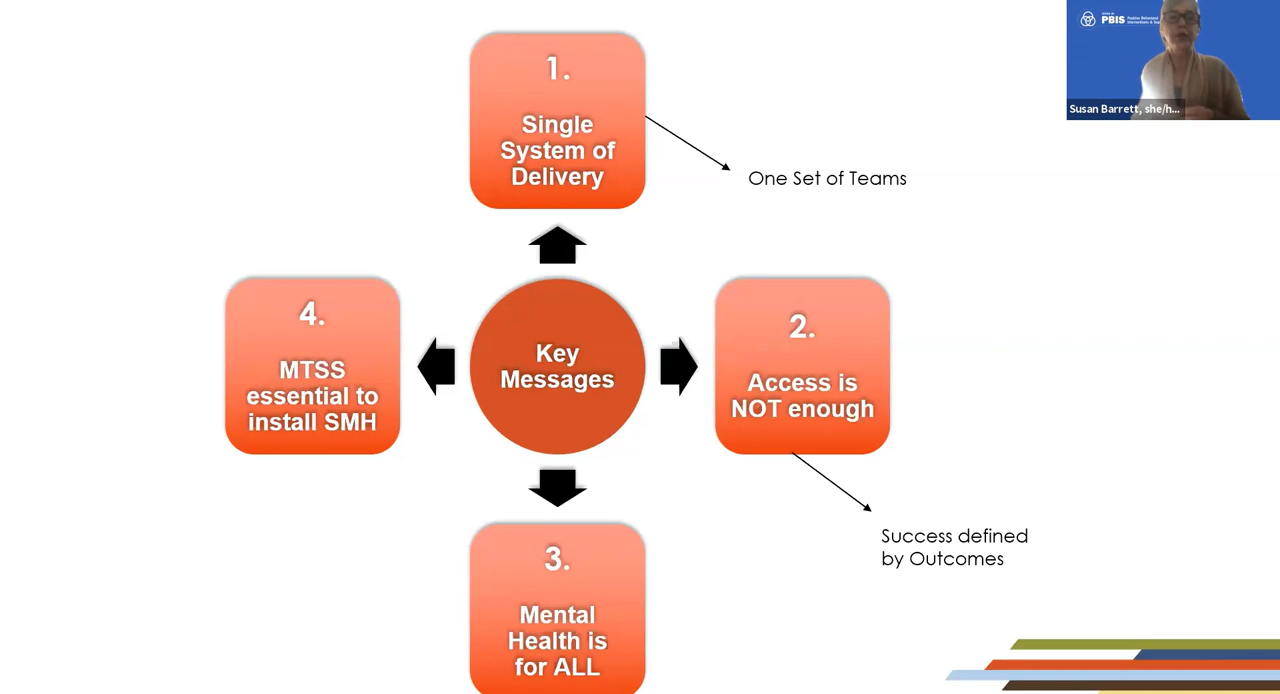 PBIS
Susan Barrett, she/h...
1.
Single
System of
Delivery
One Set of Teams
4.
MTSS
essential to
install SMH
Key
Messages
2.
Access is
NOT enough
Success defined
by Outcomes
3.
Mental
Health is
for ALL